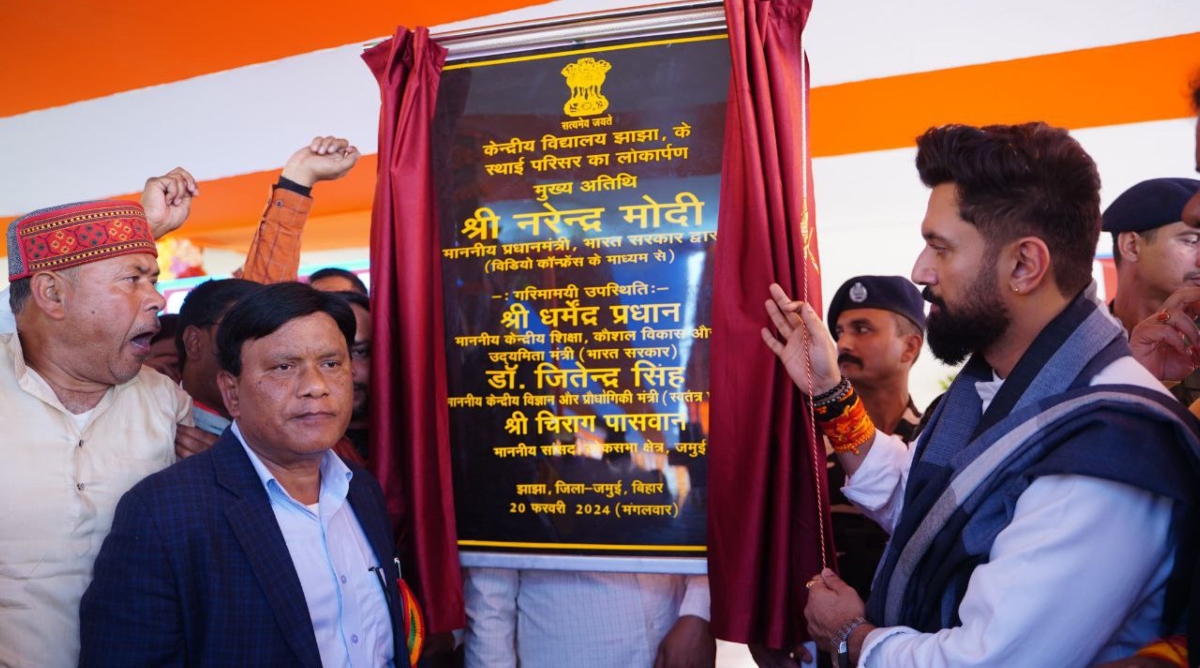 सत्यमेव जयते
केन्द्रीय विद्यालय झाझा, के
स्थाई परिसर का लोकार्पण
मुख्य अतिथि
श्री नरेन्द्र मोदी
माननीय प्रधानमंत्री, भारत सरकार द्वारा
(विडियो कॉन्फ्रेंस के माध्यम से)
-: गरिमामयी उपस्थिति:-
श्री धर्मेंद्र प्रधान
माननीय केन्द्रीय शिक्षा, कौशल विकास और
उद्यमिता मंत्री (भारत सरकार)
डॉ. जितेन्द्र सिंह
माननीय केन्द्रीय विज्ञान और प्रौधोगिकी मंत्री (स्वतंत्र
श्री चिराग पासवान
माननीय सांसद, लोकसभा क्षेत्र, जमुई
झाझा, जिला-जमुई, बिहार
20 फरवरी 2024 (मंगलवार)